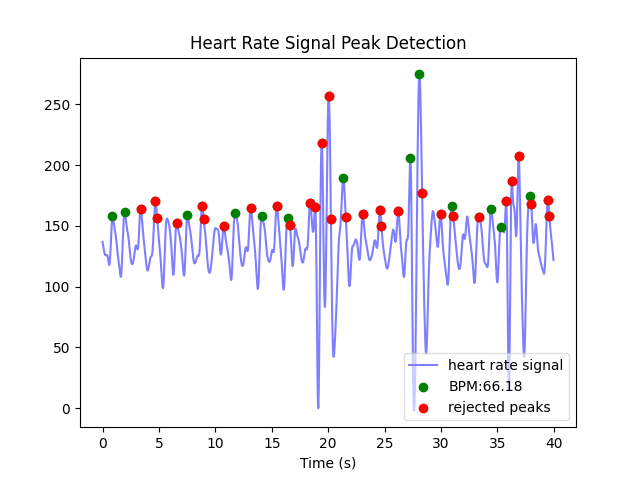 Heart Rate Signal Peak Detection
250
200
150
100
50
0
heart rate signal
BPM:66.18
rejected peaks
0 5 10 15 20 25 30 35 40
Time (s)